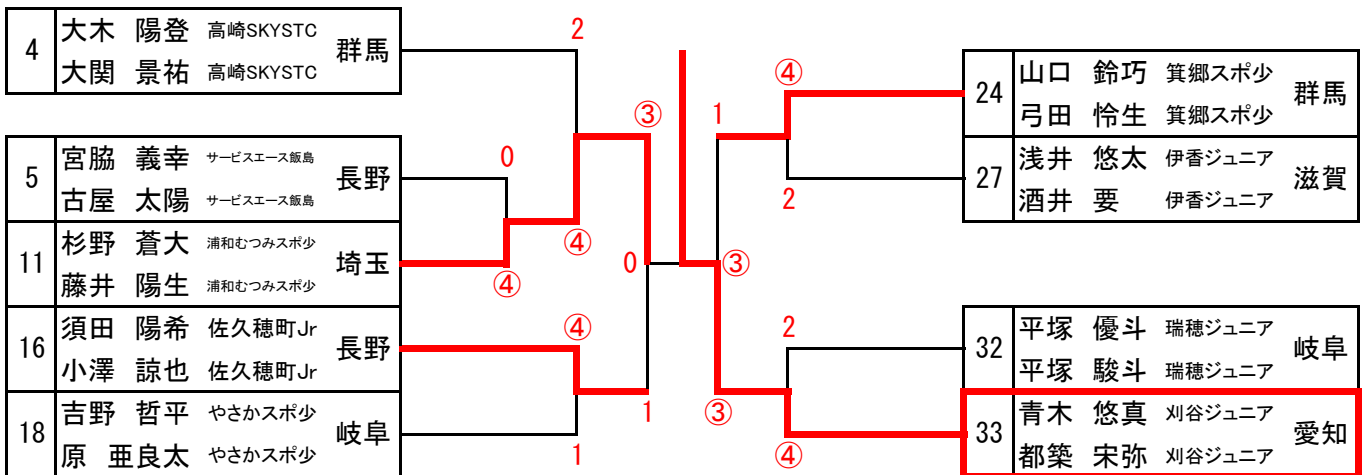 4 大木 陽登 高崎SKYSTC 群馬
大関 景祐 高崎SKYSTC
5 宮脇 義幸 サービスエース飯島 長野
古屋 太陽 サービスエース飯島
11 杉野 蒼大 浦和むつみスポ少 埼玉
藤井 陽生 浦和むつみスポ少
16 須田 陽希 佐久穂町Jr 長野
小澤 諒也 佐久穂町Jr
18 吉野 哲平 やさかスポ少 岐阜
原 亜良太 やさかスポ少
2
0
④
④
③
④
1
1
0
③
1
④
2
③
2
④
24 山口 鈴巧 箕郷スポ少 群馬
弓田 怜生 箕郷スポ少
27 浅井 悠太 伊香ジュニア 滋賀
酒井 要 伊香ジュニア
32 平塚 優斗 瑞穂ジュニア 岐阜
平塚 駿斗 瑞穂ジュニア
33 青木 悠真 刈谷ジュニア 愛知
都築 宋弥 刈谷ジュニア